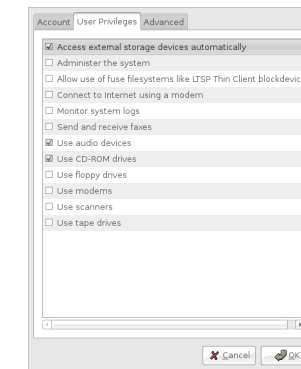 Account User Privileges Advanced
Access external storage devices automatically
Administer the system
Allow use of fuse filesystems like LTSP Thin Client blockdevic
Connect to Internet using a modem
Monitor system logs
Send and receive faxes
Use audio devices
Use CD-ROM drives
Use floppy drives
Use modems
Use scanners
Use tape drives
Cancel OK